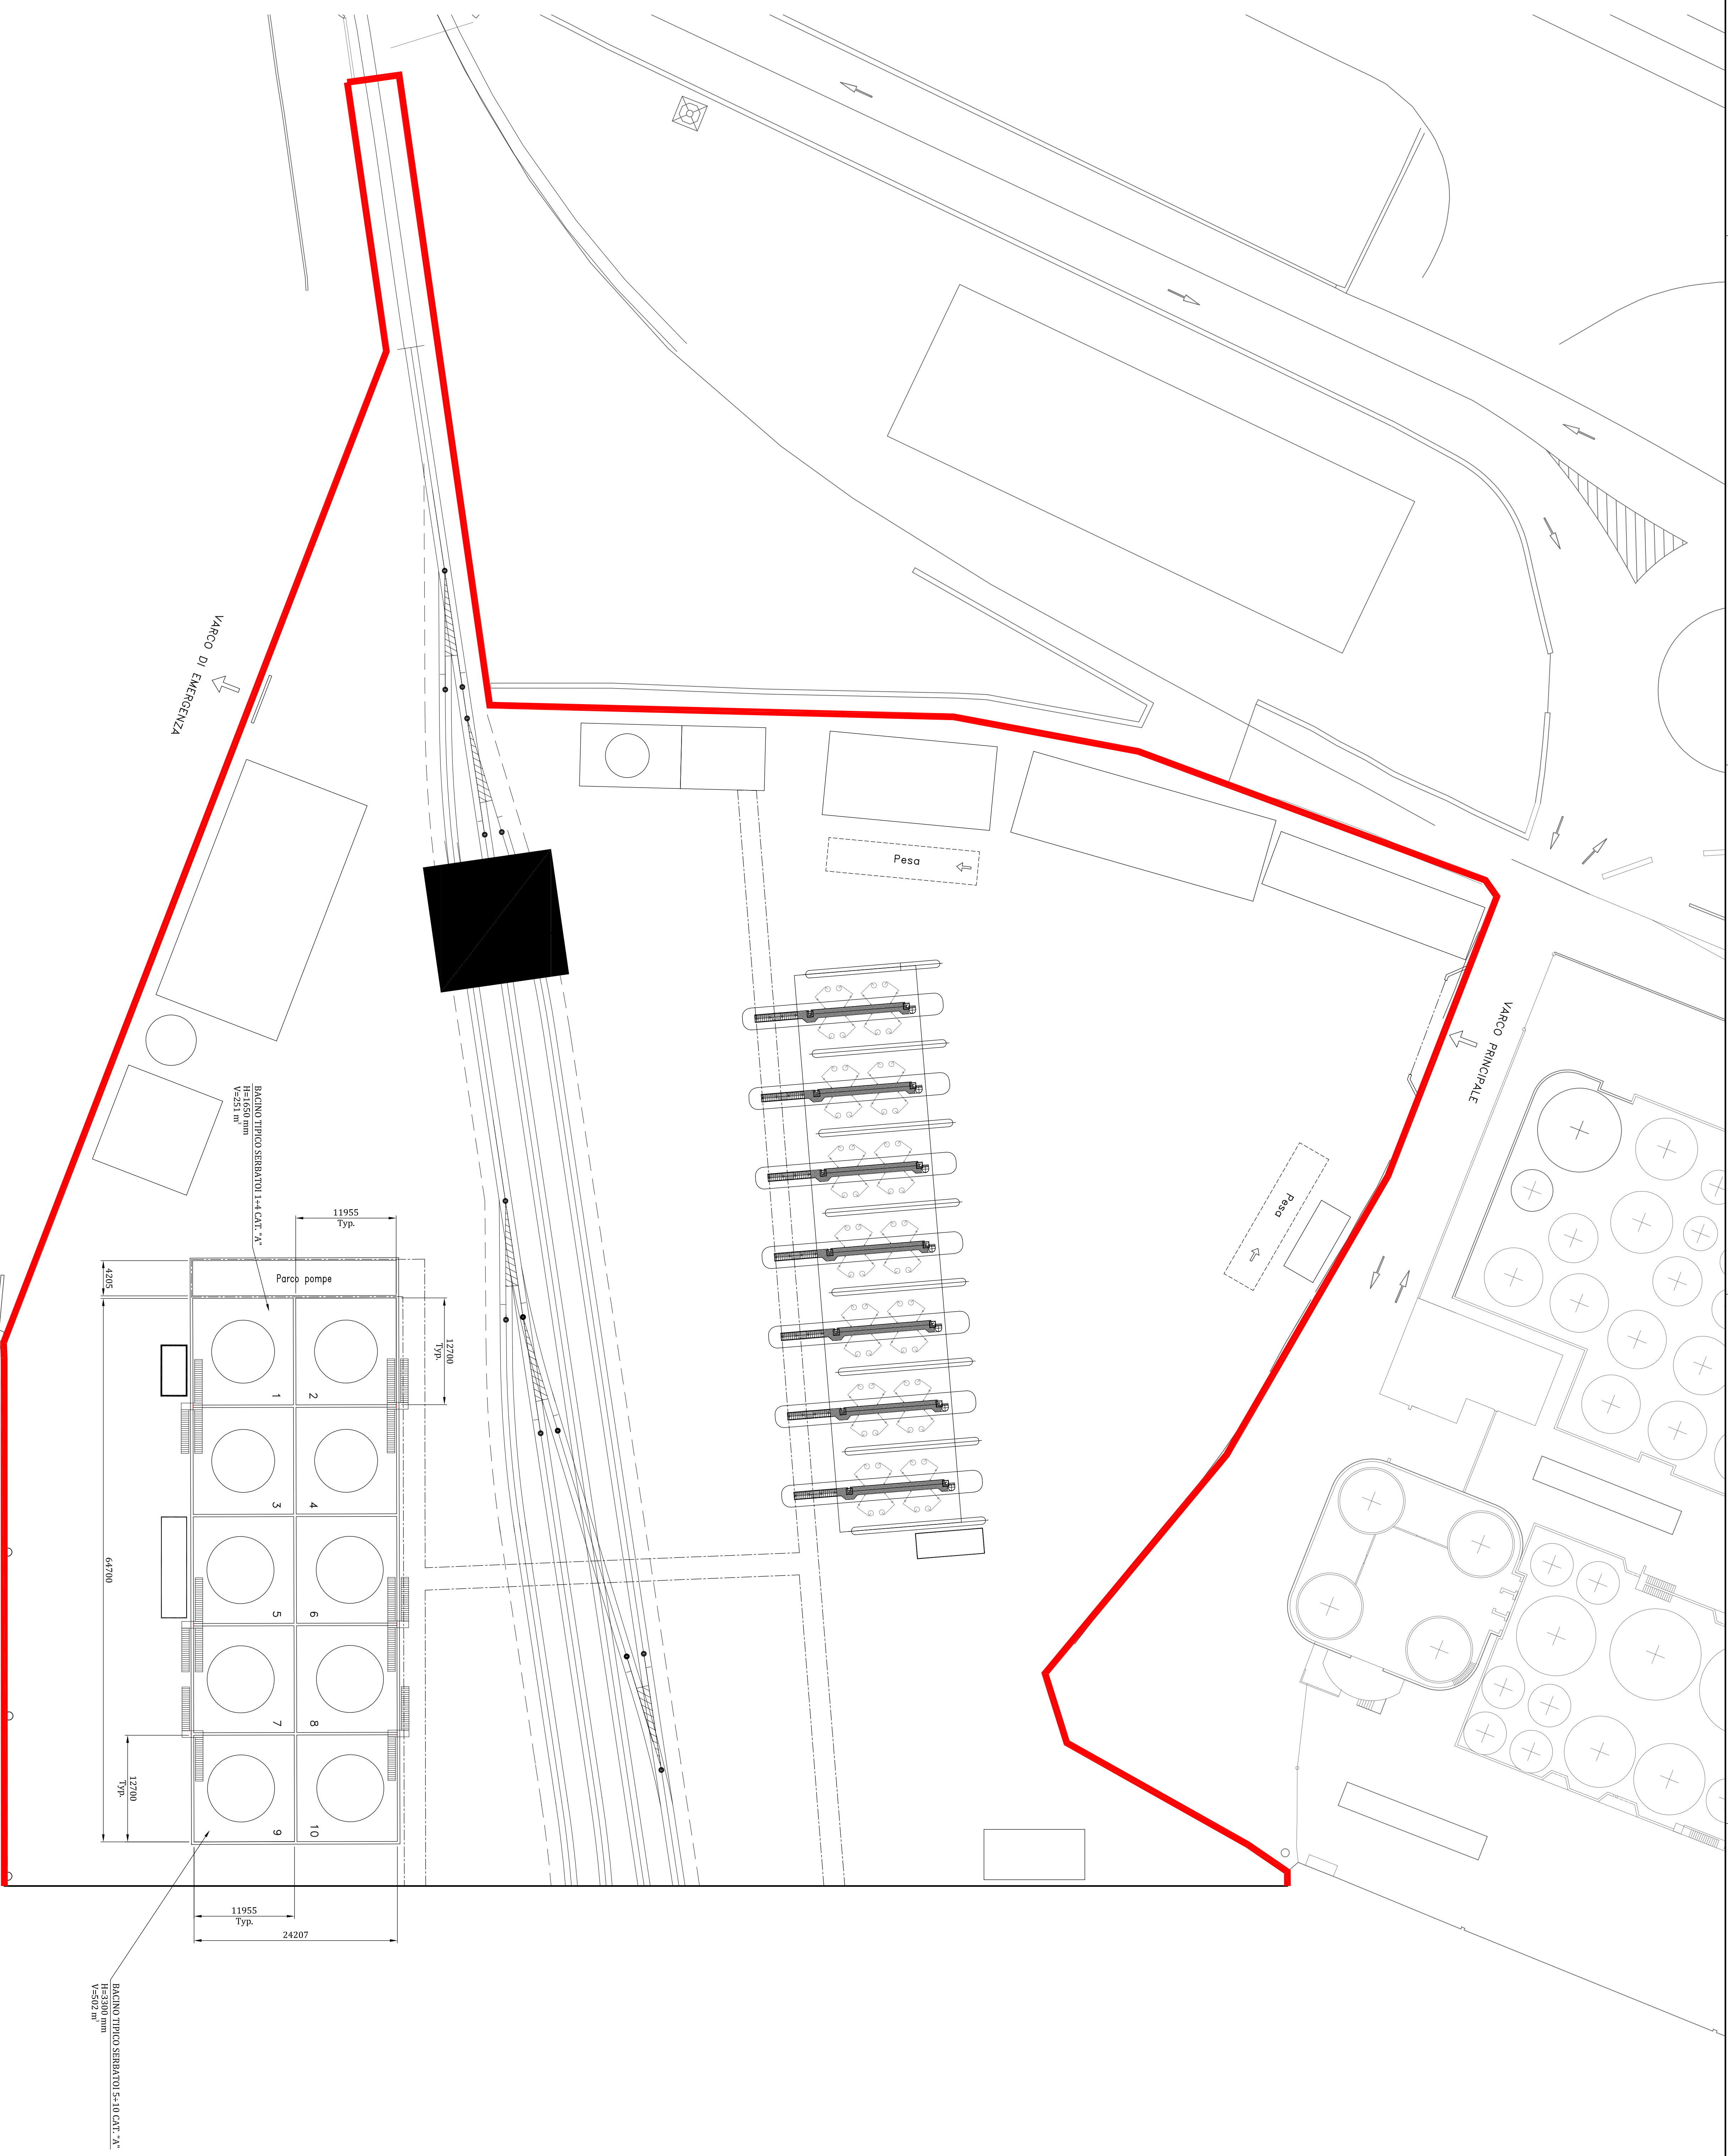 VARCO DI EMERGENZA
Pesa
VARCO PRINCIPALE
Pesa
BACINO TIPICO SERBATOI 1÷4 CAT. "A"
H=1650 mm
V=251 m³
11955
Typ.
4205
Parco pompe
12700
Typ.
1
2
3
4
64700
5
6
7
8
12700
Typ.
9
10
11955
Typ.
24207
BACINO TIPICO SERBATOI 5÷10 CAT. "A"
H=3300 mm
V=502 m³